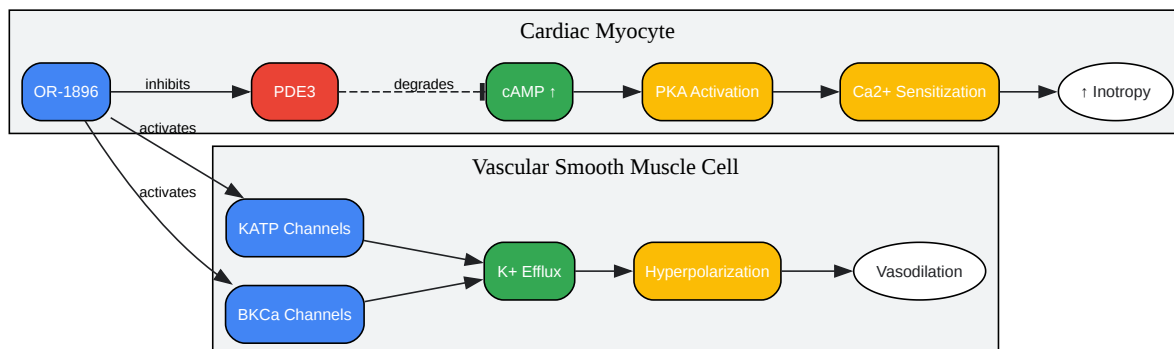 Cardiac Myocyte
OR-1896
inhibits
PDE3
degrades
cAMP ↑
PKA Activation
Ca2+ Sensitization
↑ Inotropy
activates
activates
Vascular Smooth Muscle Cell
KATP Channels
BKCa Channels
K+ Efflux
Hyperpolarization
Vasodilation